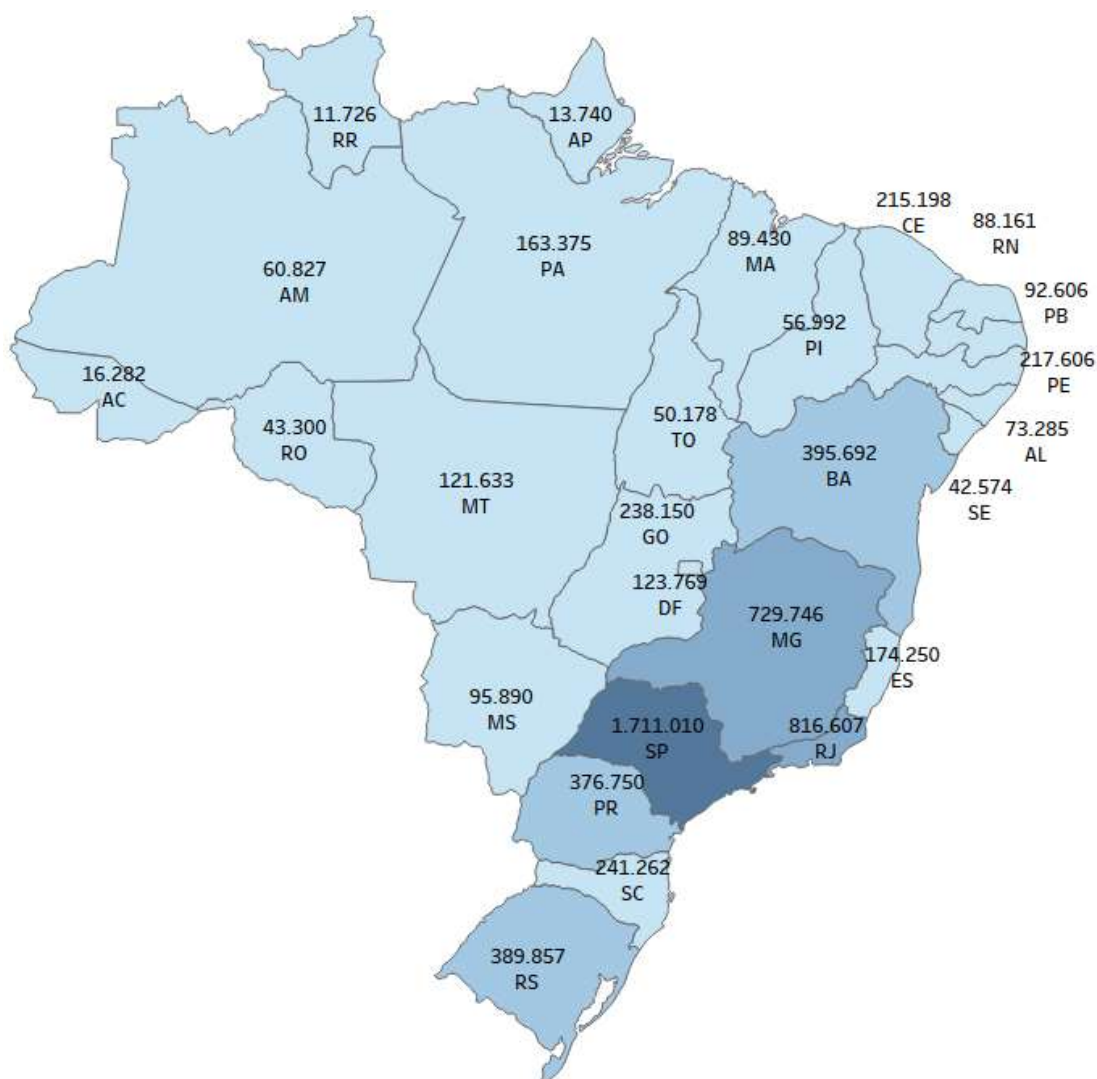 11.726
RR
13.740
AP
215.198
CE
88.161
RN
163.375
PA
89.430
MA
60.827
AM
92.606
PB
56.992
PI
217.606
PE
16.282
AC
50.178
TO
43.300
RO
73.285
AL
395.692
BA
121.633
MT
42.574
SE
238.150
GO
123.769
DF
729.746
MG
174.250
ES
95.890
MS
1.711.010
SP
816.607
RJ
376.750
PR
241.262
SC
389.857
RS